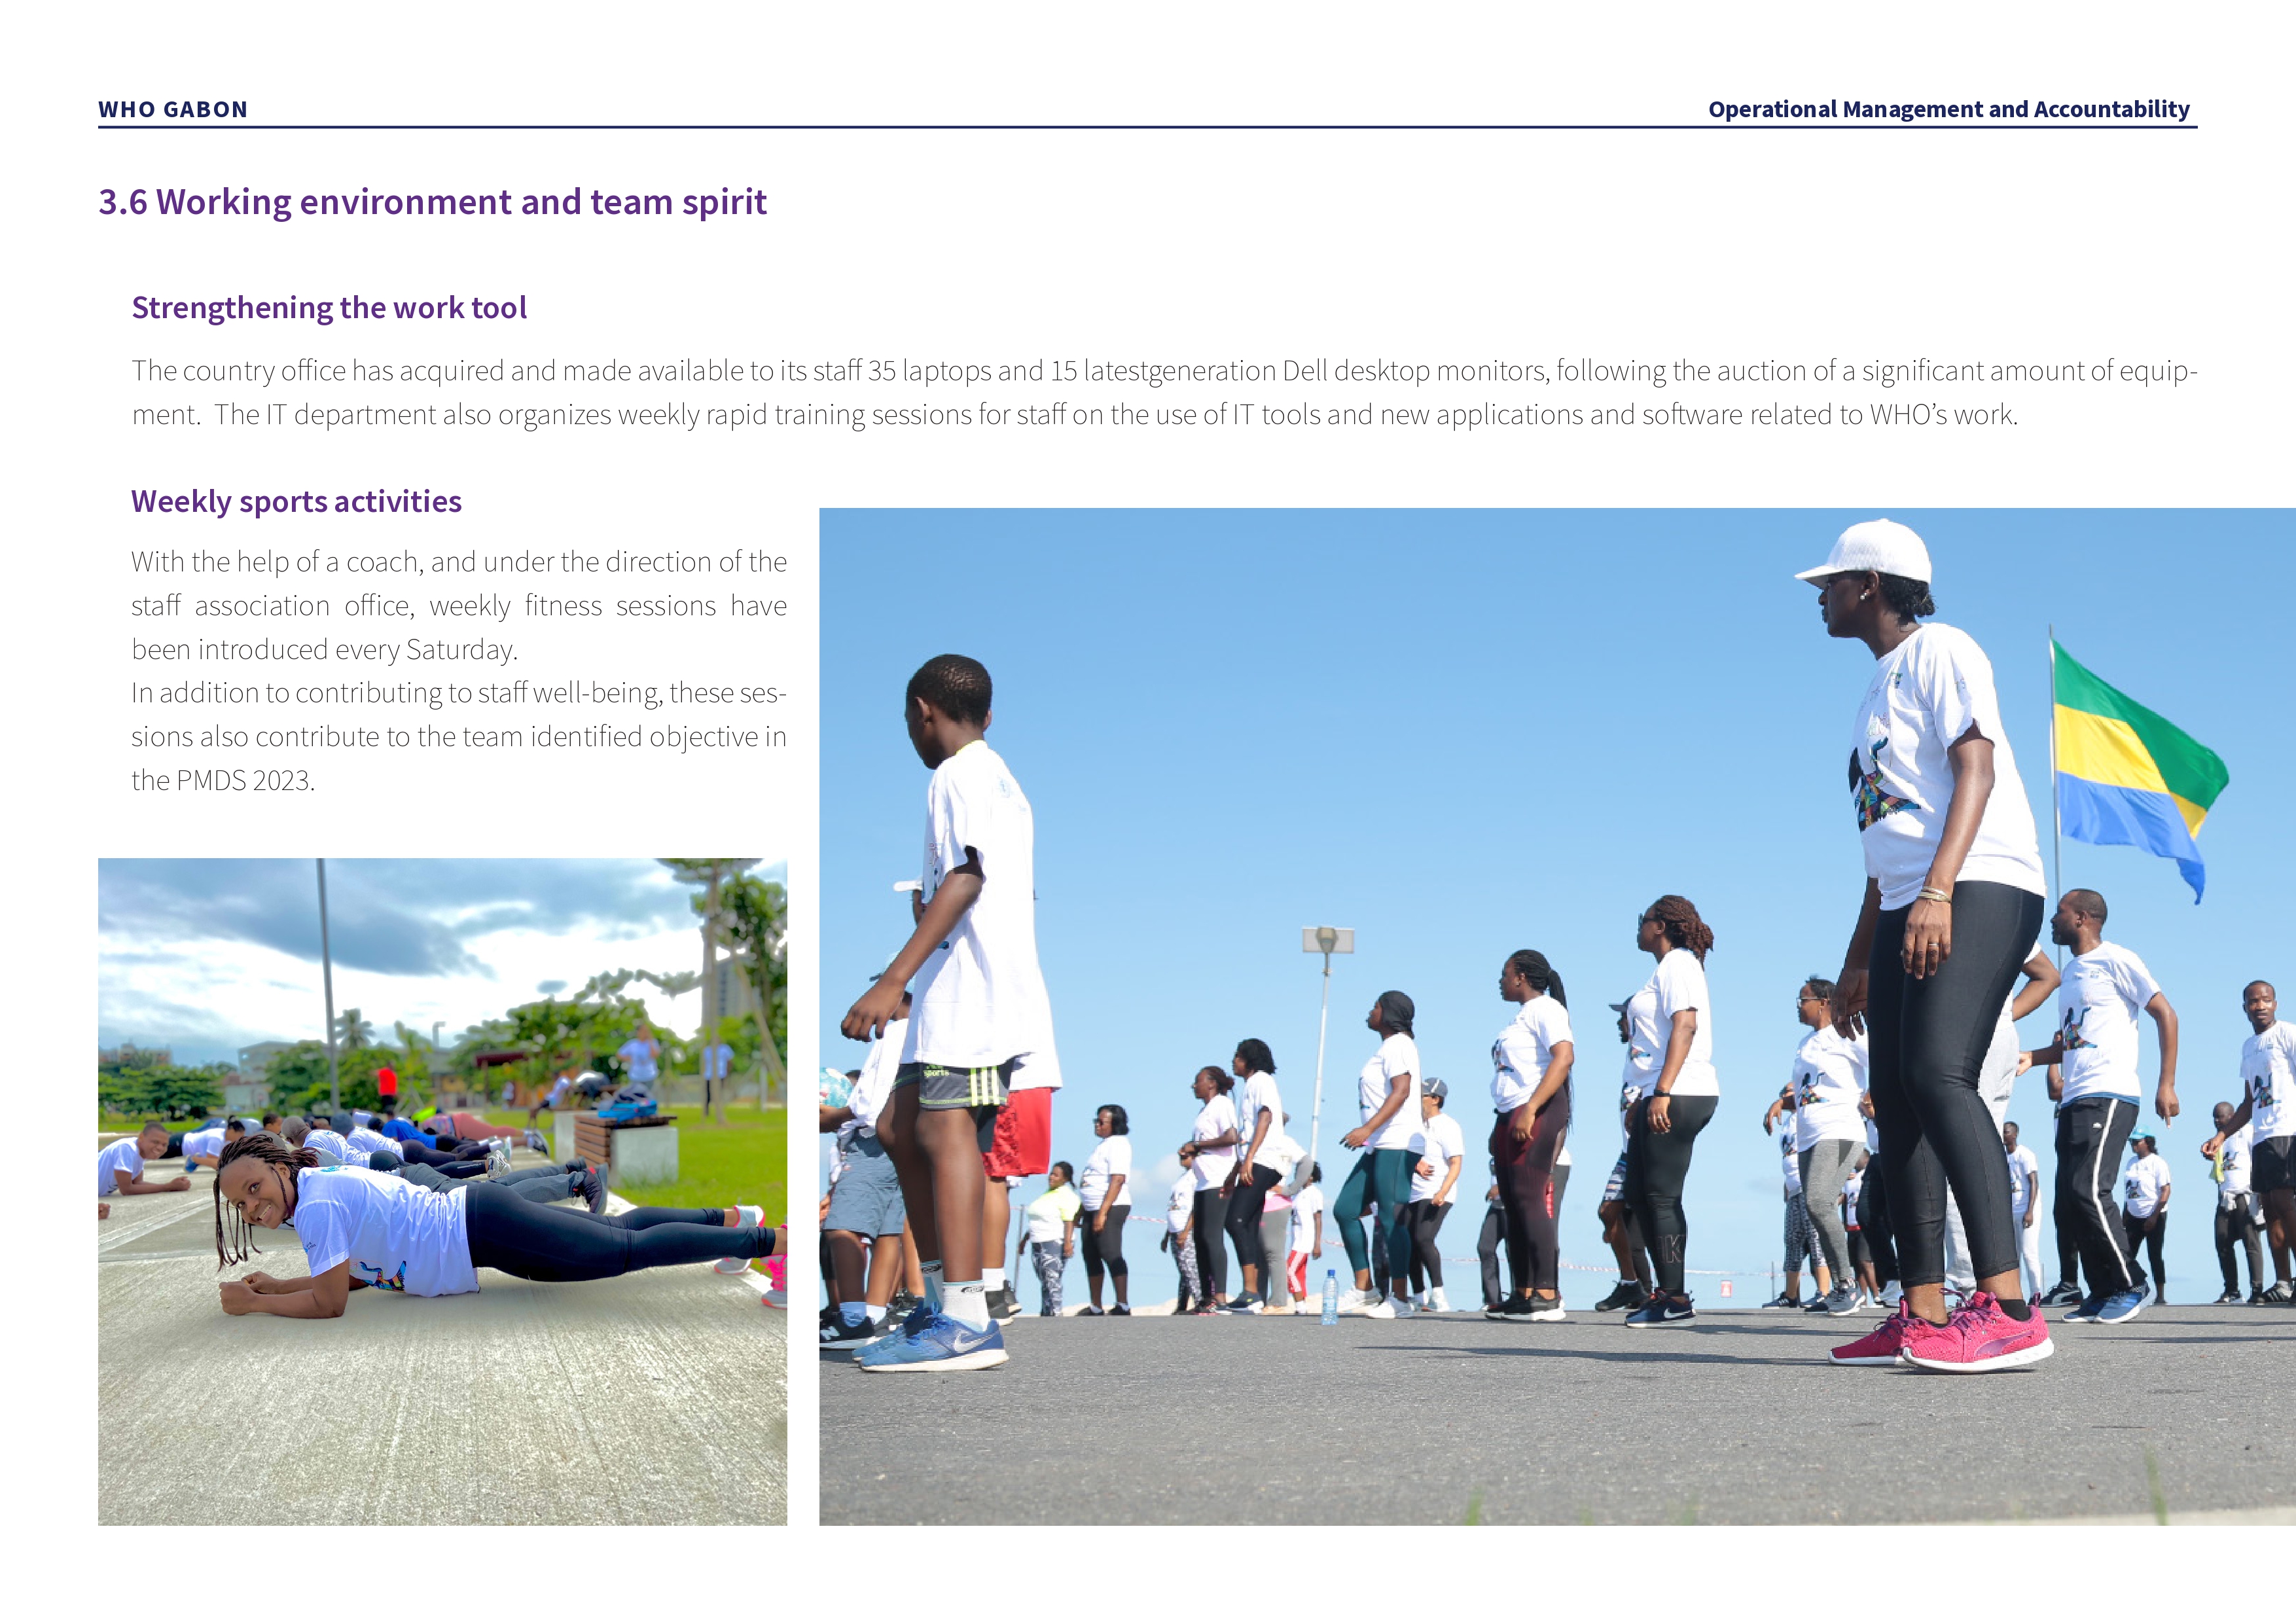 WHO GABON
Operational Management and Accountability
3.6 Working environment and team spirit
Strengthening the work tool
The country office has acquired and made available to its staff 35 laptops and 15 latestgeneration Dell desktop monitors, following the auction of a significant amount of equip-
ment.  The IT department also organizes weekly rapid training sessions for staff on the use of IT tools and new applications and software related to WHO’s work.
Weekly sports activities
With the help of a coach, and under the direction of the
staff association office, weekly fitness sessions have
been introduced every Saturday.
In addition to contributing to staff well-being, these ses-
sions also contribute to the team identified objective in
the PMDS 2023.
sports